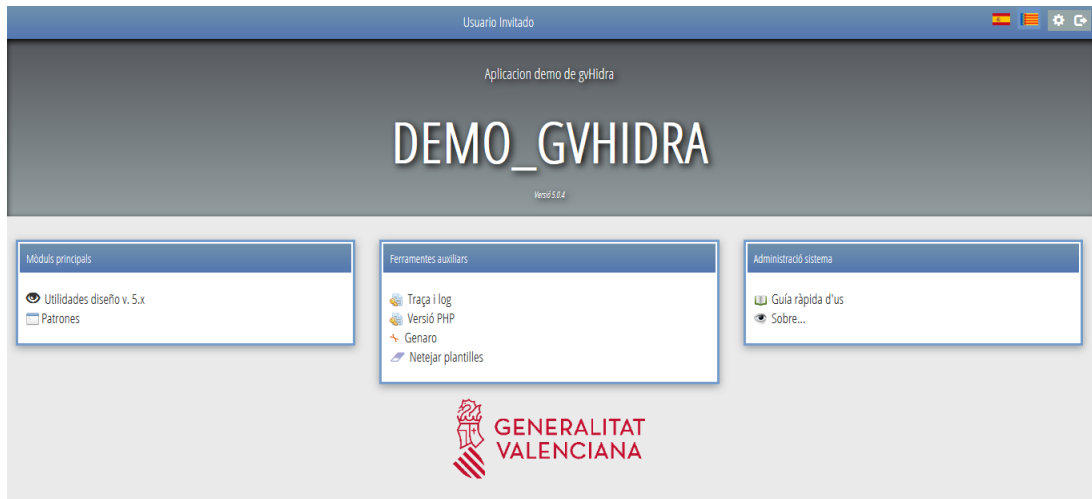 Usuario Invitado
Aplicacion demo de gvHidra
DEMO_GVHIDRA
Versió 5.0.4
Mòduls principals
Utilidades diseño v. 5.x
Patrones
Ferramentes auxiliars
Traça i log
Versió PHP
Genaro
Netejar plantilles
Administració sistema
Guía ràpida d'us
Sobre...
GENERALITAT
VALENCIANA